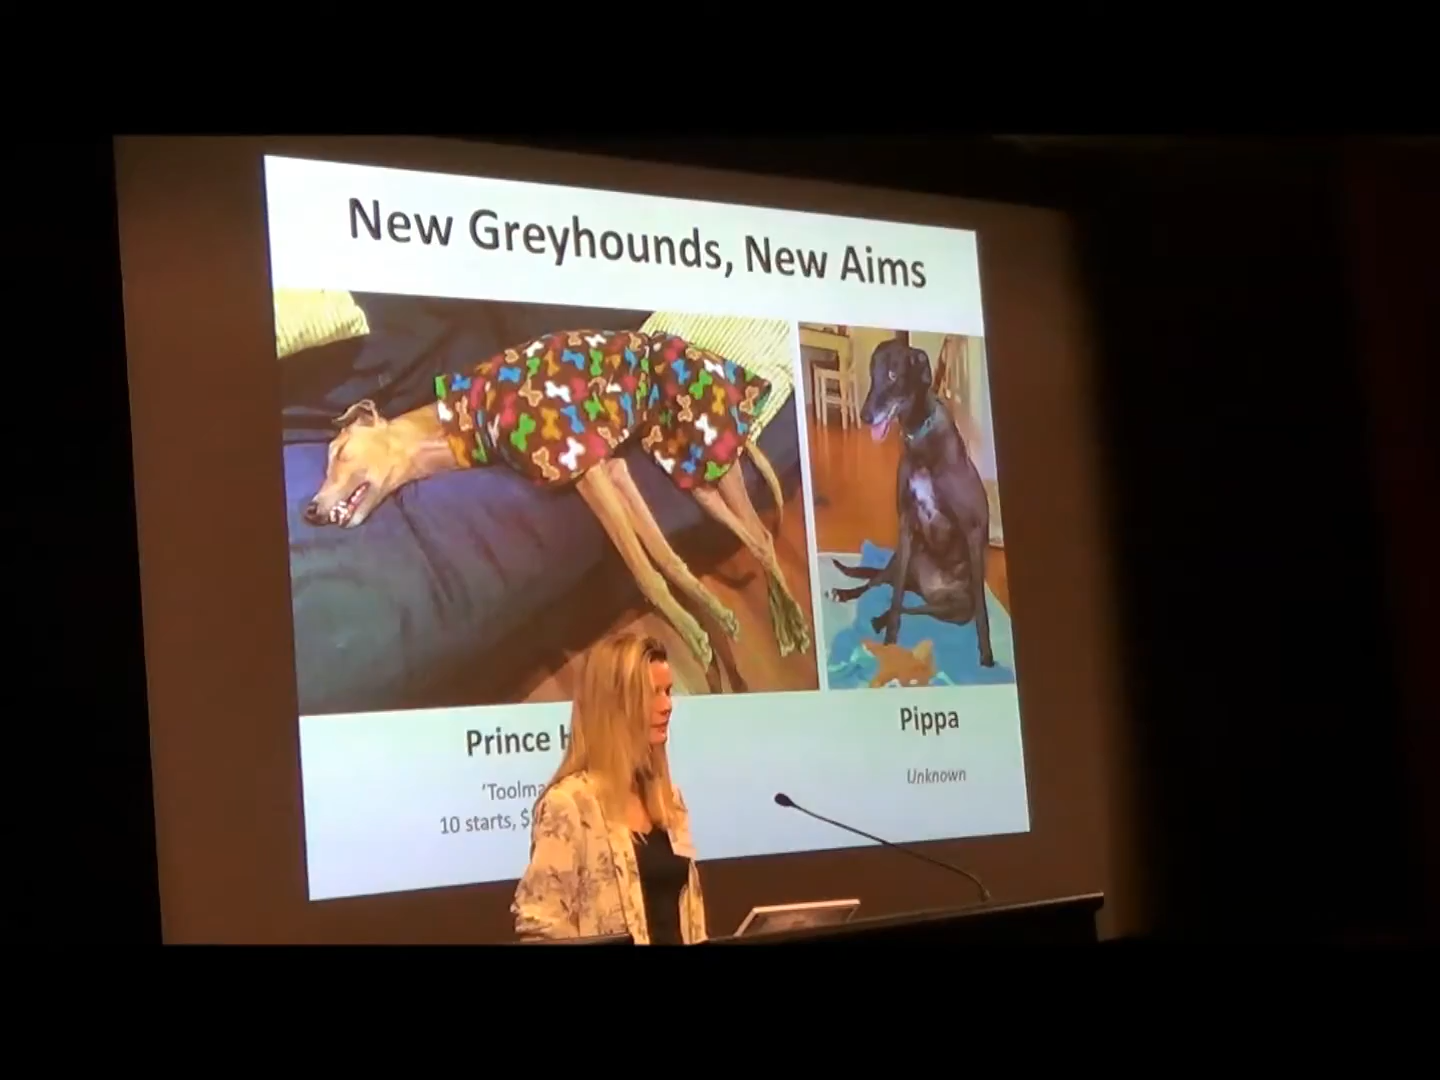 New Greyhounds, New Aims
Prince
Pippa
'Toolma
Unknown
10 starts, $